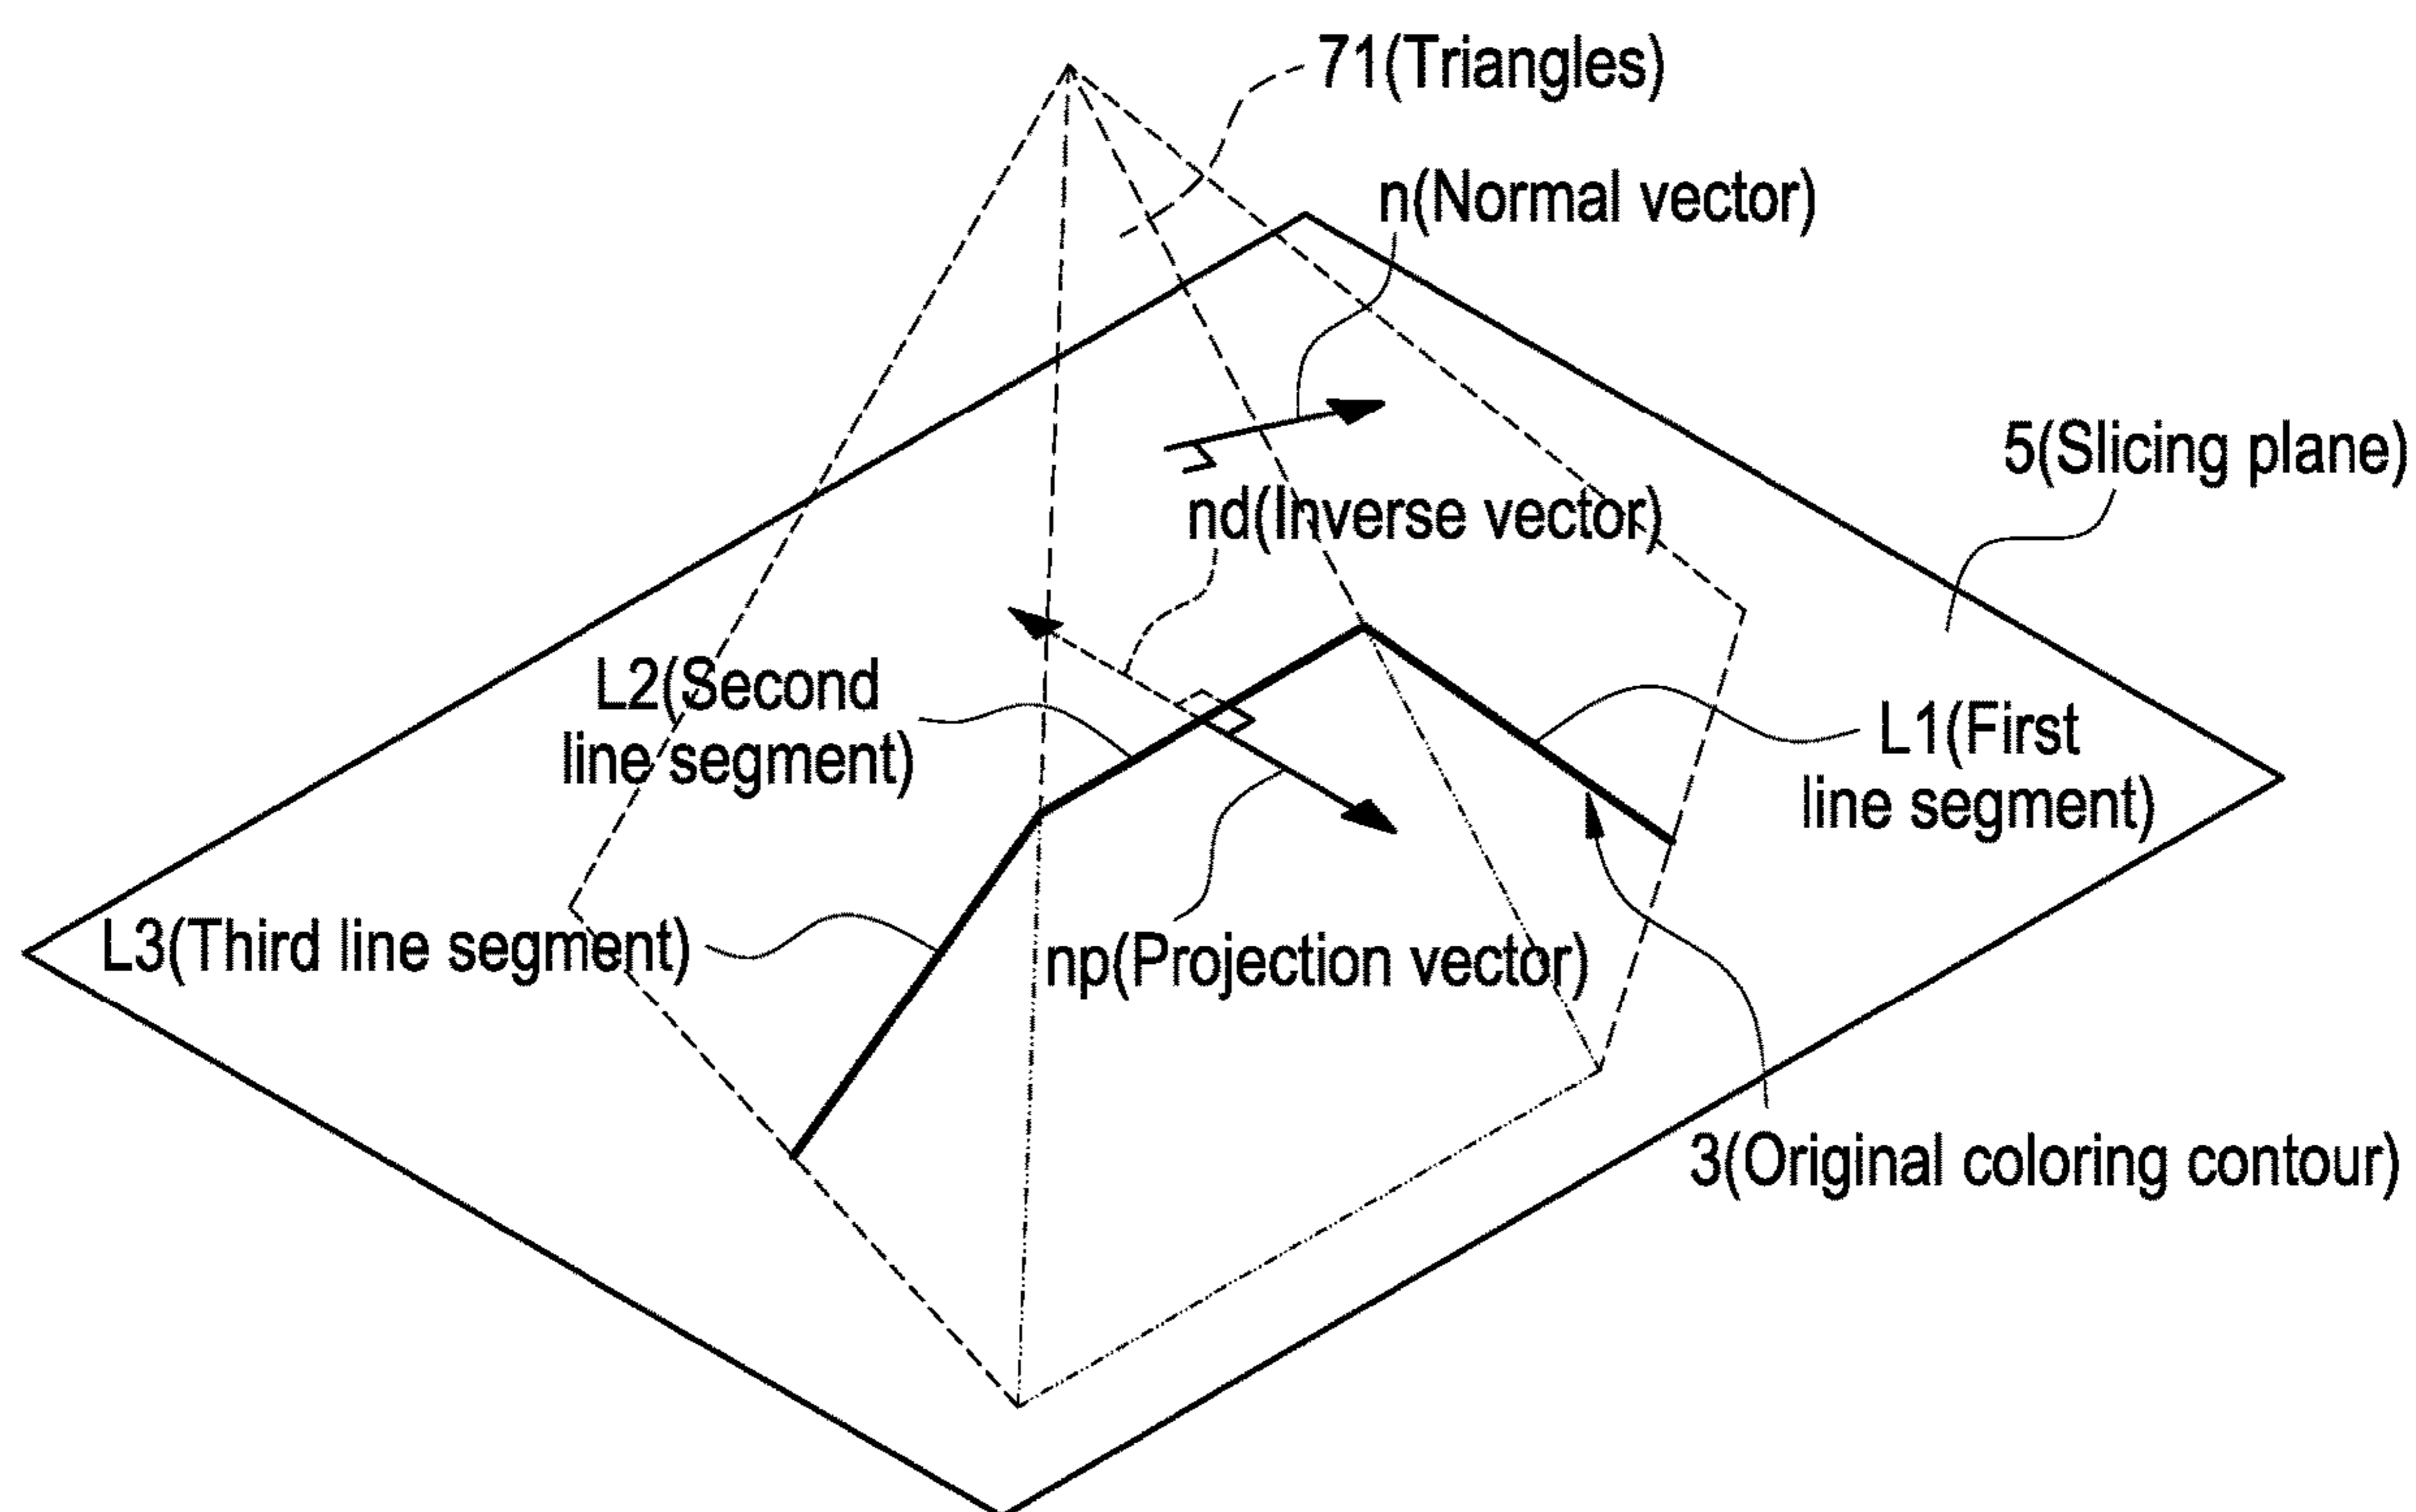 71(Triangles)
n(Normal vector)
5(Slicing plane)
nd(Inverse vector)
L2(Second
line segment)
L1(First
line segment)
L3(Third line segment)
np(Projection vector)
3(Original coloring contour)